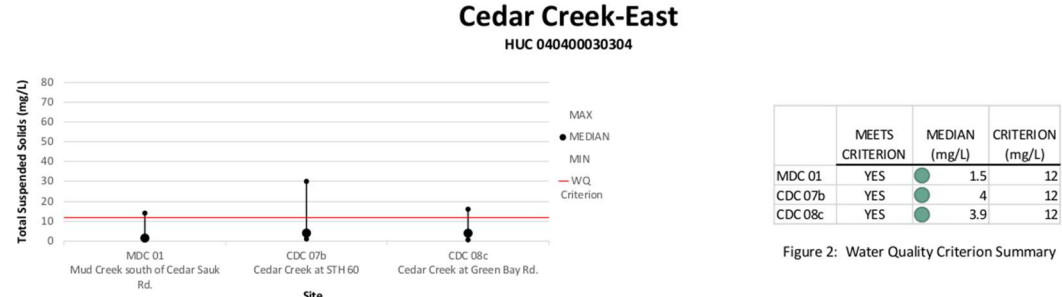 Cedar Creek-East
HUC 040400030304
Total Suspended Solids (mg/L)
80
70
60
50
40
30
20
10
0
MDC 01
Mud Creek south of Cedar Sauk
Rd.
CDC 07b
Cedar Creek at STH 60
CDC 08c
Cedar Creek at Green Bay Rd.
Site
MAX
MEDIAN
MIN
WQ
Criterion
MEETS CRITERION MEDIAN (mg/L) CRITERION (mg/L)
MDC 01 YES 1.5 12
CDC 07b YES 4 12
CDC 08c YES 3.9 12
Figure 2: Water Quality Criterion Summary